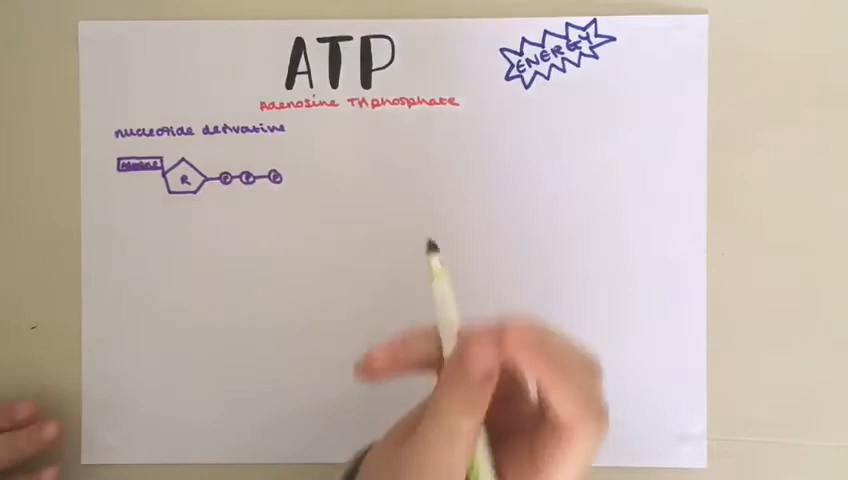 ATP
ENERGY
Adenosine Triphosphate
nucleotide derivative
Adenine
R
P P P